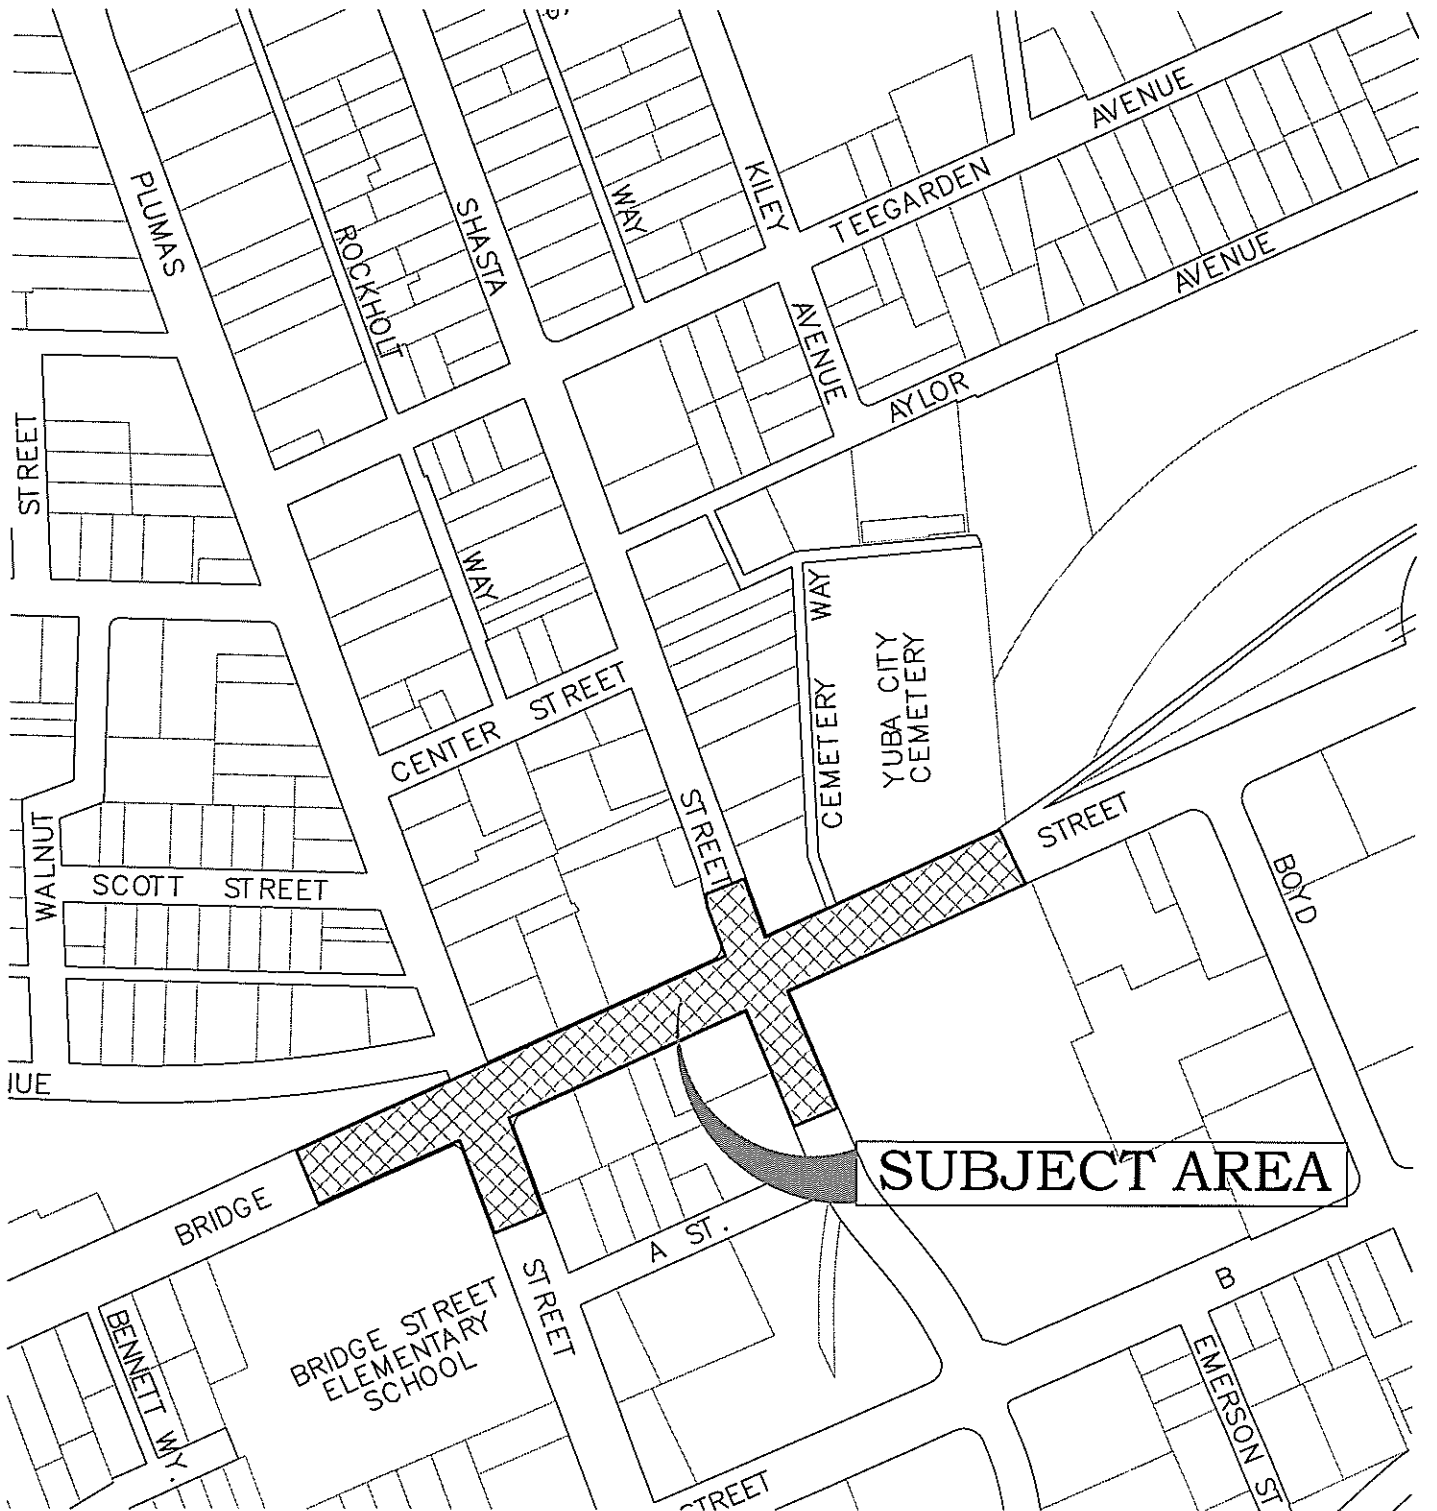 PLUMAS
ROCKHOLT
SHASTA
WAY
KILEY
TEEGARDEN
AVENUE
AVENUE
AVENUE
AYLOR
STREET
WAY
CENTER STREET
CEMETERY WAY
YUBA CITY
CEMETERY
STREET
STREET
WALNUT
SCOTT STREET
BOYD
SUBJECT AREA
BRIDGE
A ST.
STREET
BRIDGE STREET
ELEMENTARY
SCHOOL
BENNETT WY.
B
EMERSON ST
STREET